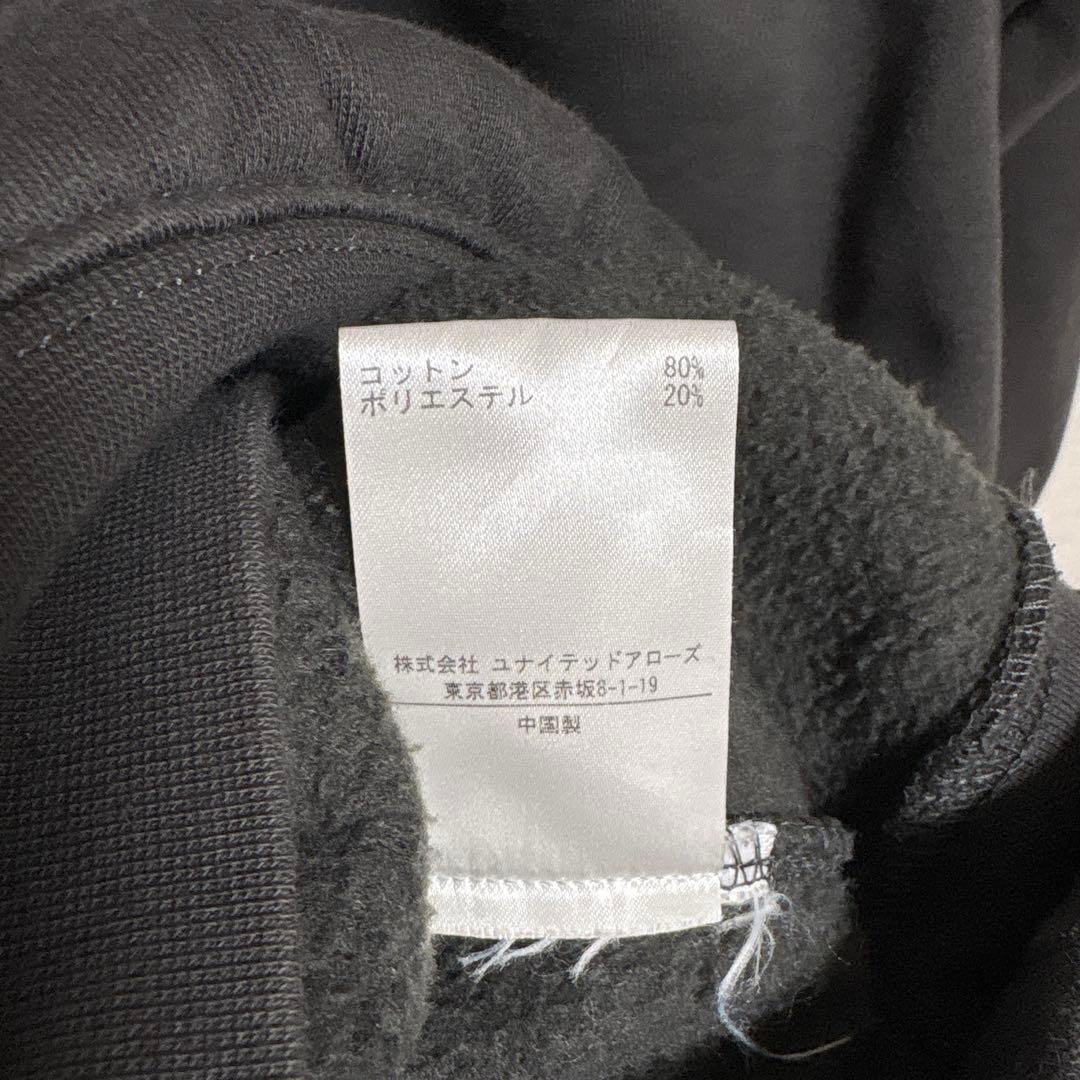 コットン 80%
ポリエステル 20%
株式会社 ユナイテッドアローズ
東京都港区赤坂8-1-19
中国製